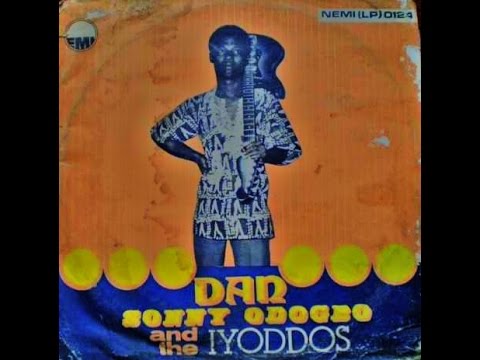 EMI
NEMI (LP) 0124
DAN
SONNY ODOGBO
and the IYODDOS